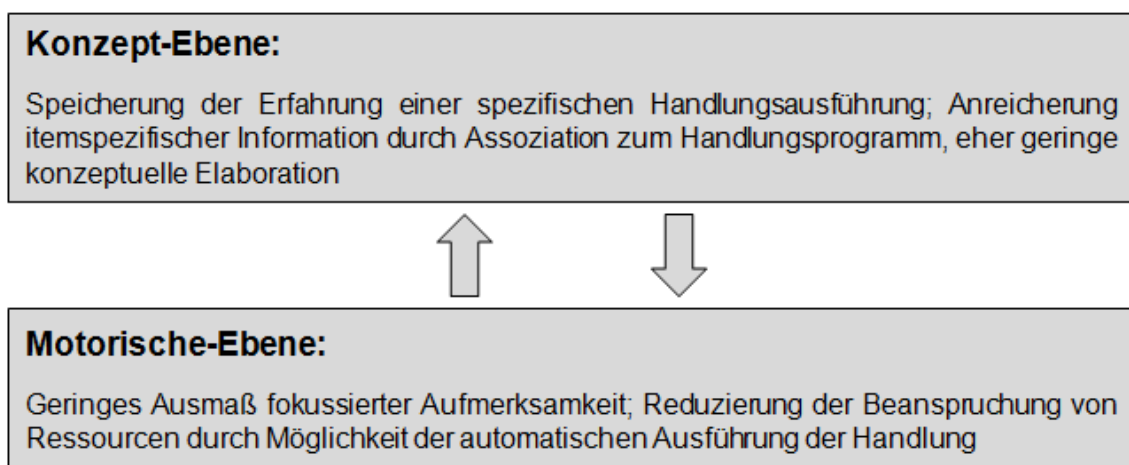 Konzept-Ebene:
Speicherung der Erfahrung einer spezifischen Handlungsausführung; Anreicherung
itemspezifischer Information durch Assoziation zum Handlungsprogramm, eher geringe
konzeptuelle Elaboration
Motorische-Ebene:
Geringes Ausmaß fokussierter Aufmerksamkeit; Reduzierung der Beanspruchung von
Ressourcen durch Möglichkeit der automatischen Ausführung der Handlung